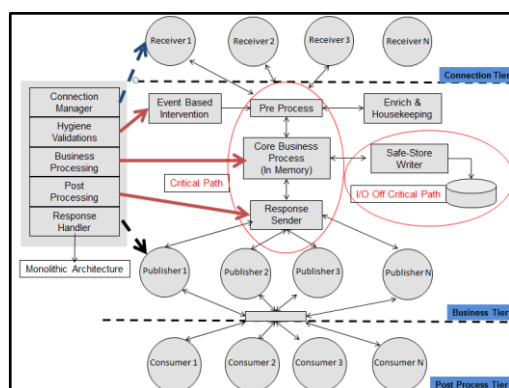 Receiver 1
Receiver 2
Receiver 3
Receiver N
Connection Tier
Connection
Manager
Hygiene
Validations
Business
Processing
Post
Processing
Response
Handler
Monolithic Architecture
Event Based
Intervention
Pre Process
Enrich &
Housekeeping
Core Business
Process
(In Memory)
Safe-Store
Writer
Critical Path
I/O Off Critical Path
Response
Sender
Publisher 1
Publisher 2
Publisher 3
Publisher N
Business Tier
Consumer 1
Consumer 2
Consumer 3
Consumer N
Post Process Tier